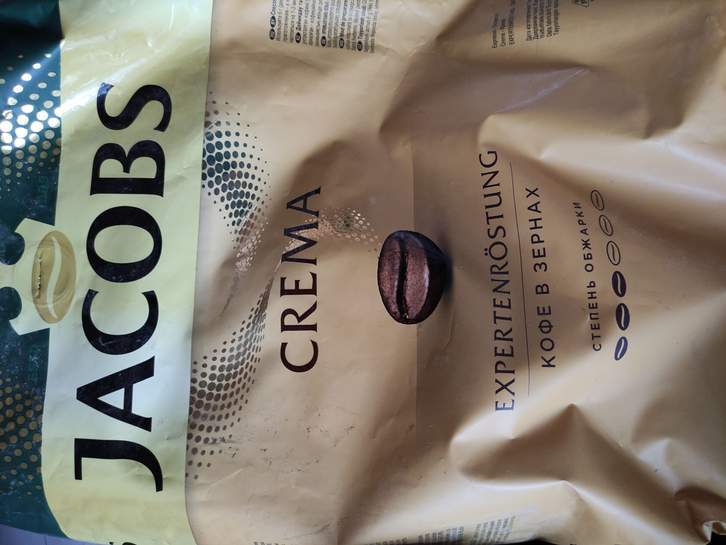 JACOBS
CREMA
EXPERTENRÖSTUNG
КОФЕ В ЗЕРНАХ
СТЕПЕНЬ ОБЖАРКИ